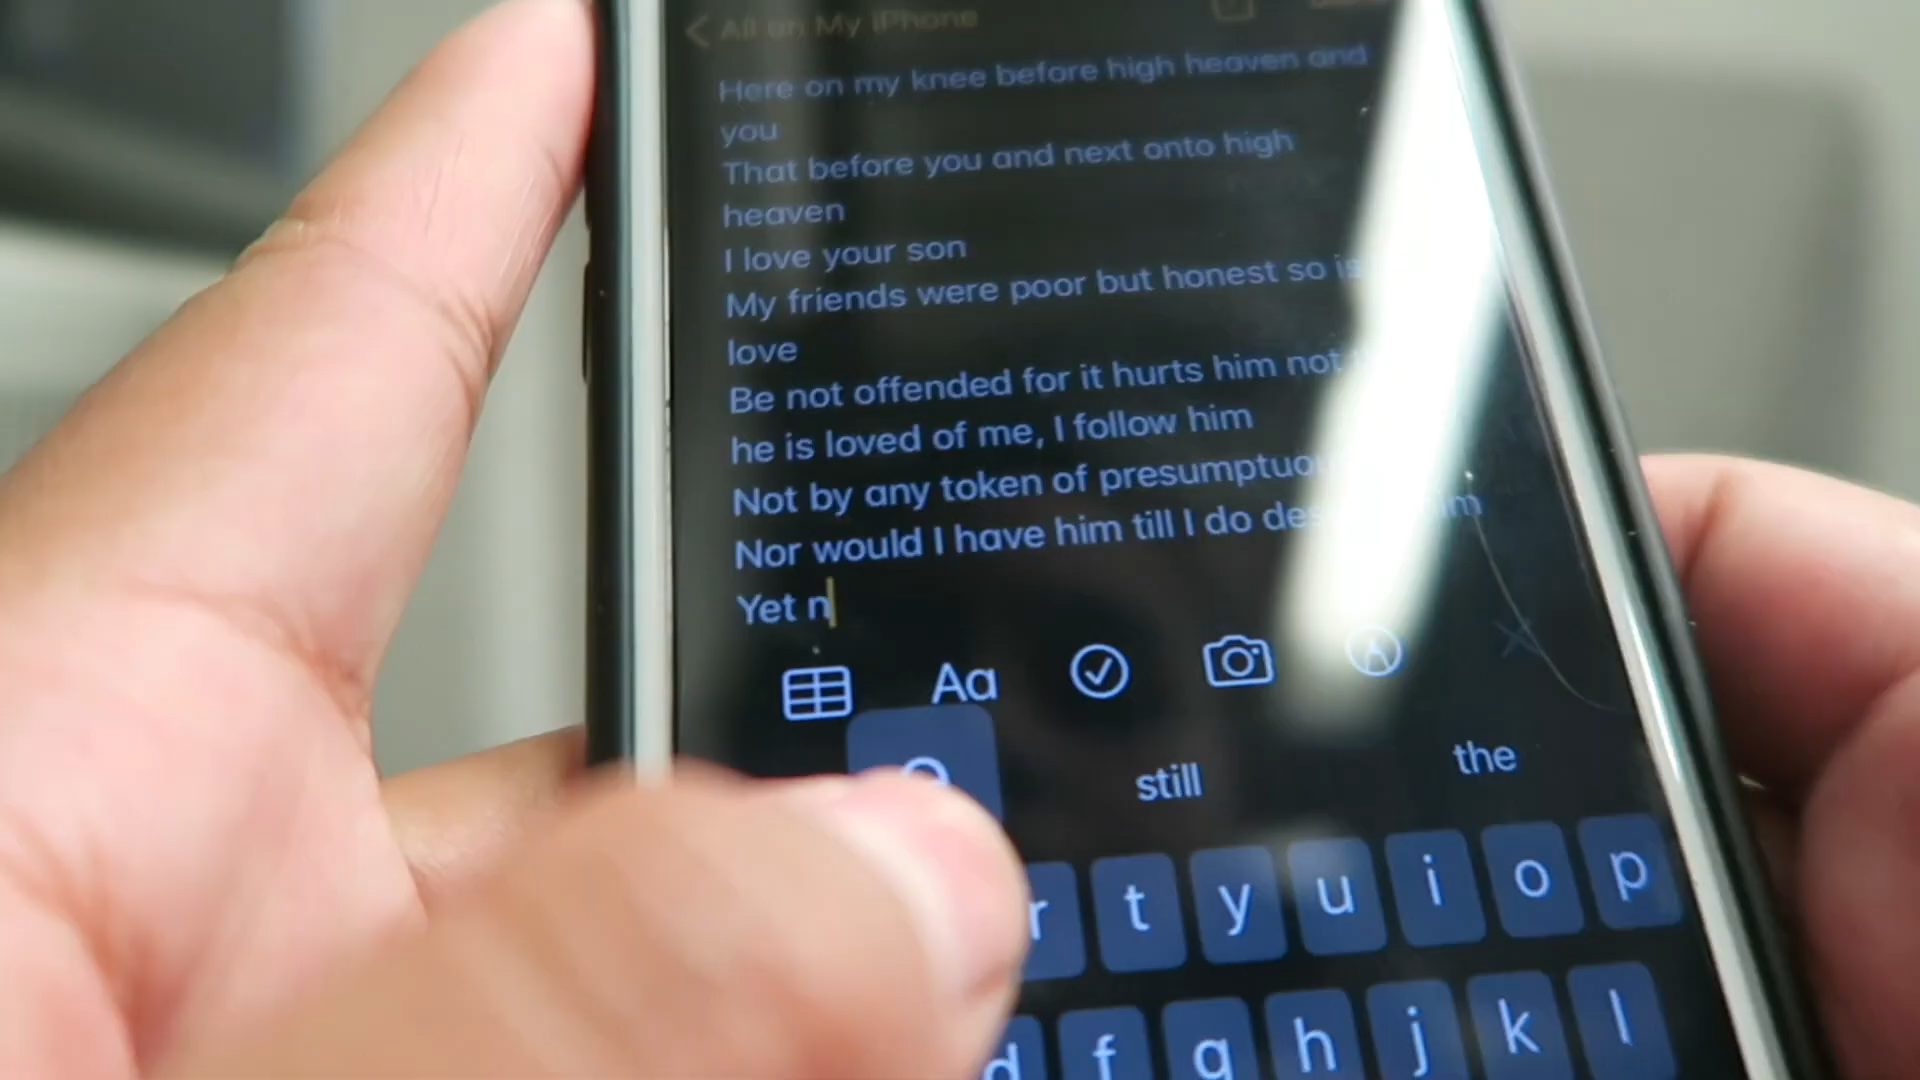 All on My iPhone
Here on my knee before high heaven and
you
That before you and next onto high
heaven
I love your son
My friends were poor but honest so is
love
Be not offended for it hurts him not
he is loved of me, I follow him
Not by any token of
Nor would I have him till I do
Yet n
Aa
still the
r t y u i o p
d f g h j k l